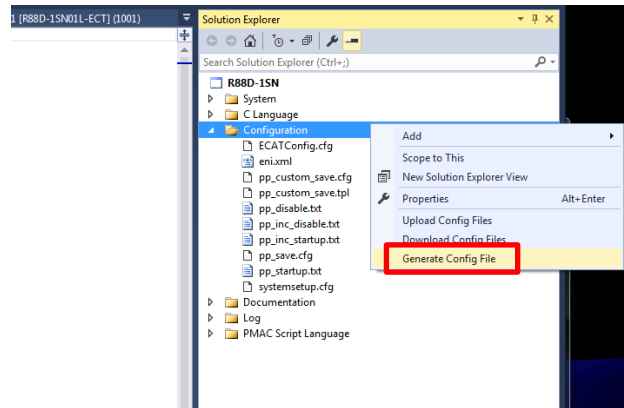 1 [R88D-1SN01L-ECT] (1001)
Solution Explorer
Search Solution Explorer (Ctrl+;)
R88D-1SN
System
C Language
Configuration
ECATConfig.cfg
eni.xml
pp_custom_save.cfg
pp_custom_save.tpl
pp_disable.txt
pp_inc_disable.txt
pp_inc_startup.txt
pp_save.cfg
pp_startup.txt
systemsetup.cfg
Documentation
Log
PMAC Script Language
Add
Scope to This
New Solution Explorer View
Properties Alt+Enter
Upload Config Files
Download Config Files
Generate Config File